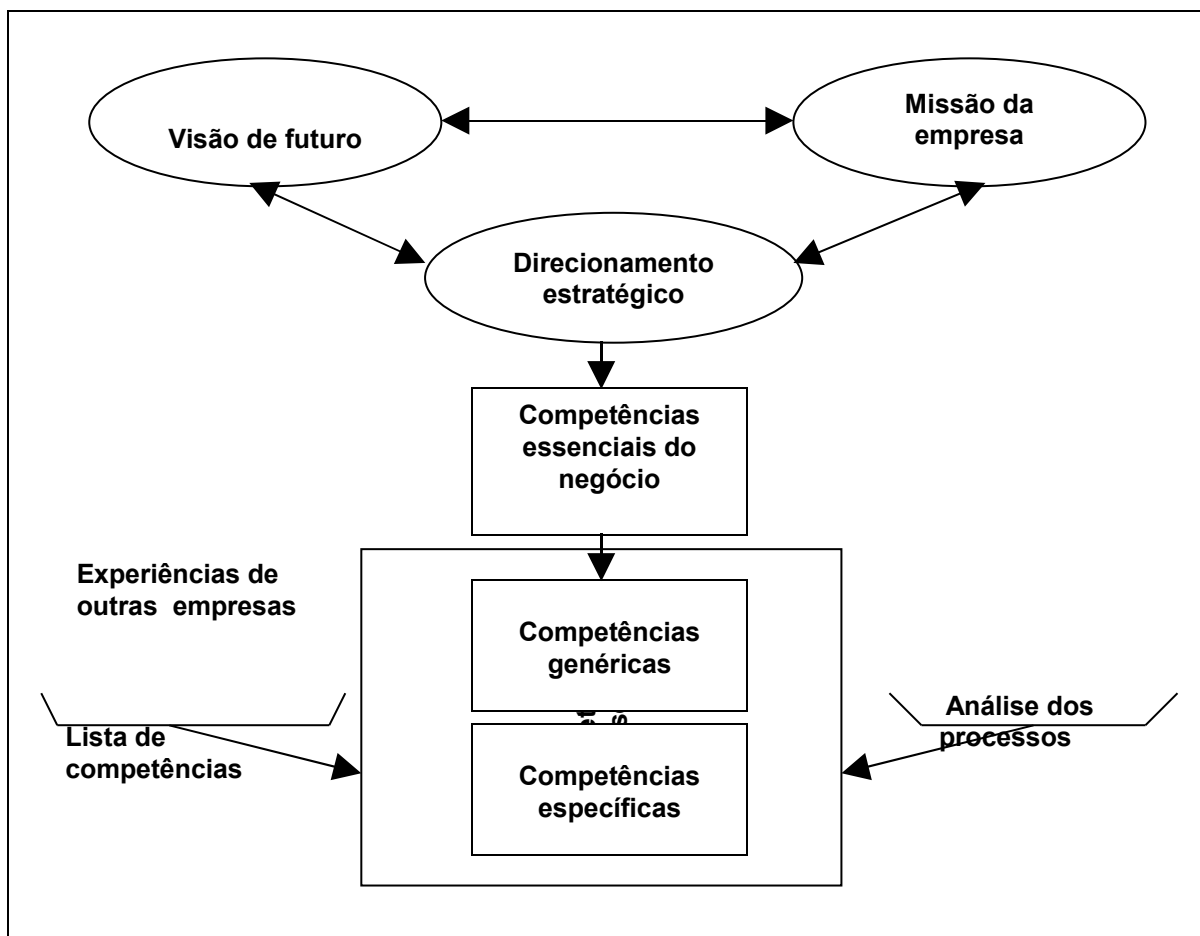 Visão de futuro
Missão da
empresa
Direcionamento
estratégico
Competências
essenciais do
negócio
Experiências de
outras empresas
Competências
genéricas
Lista de
competências
Análise dos
processos
Competências
específicas